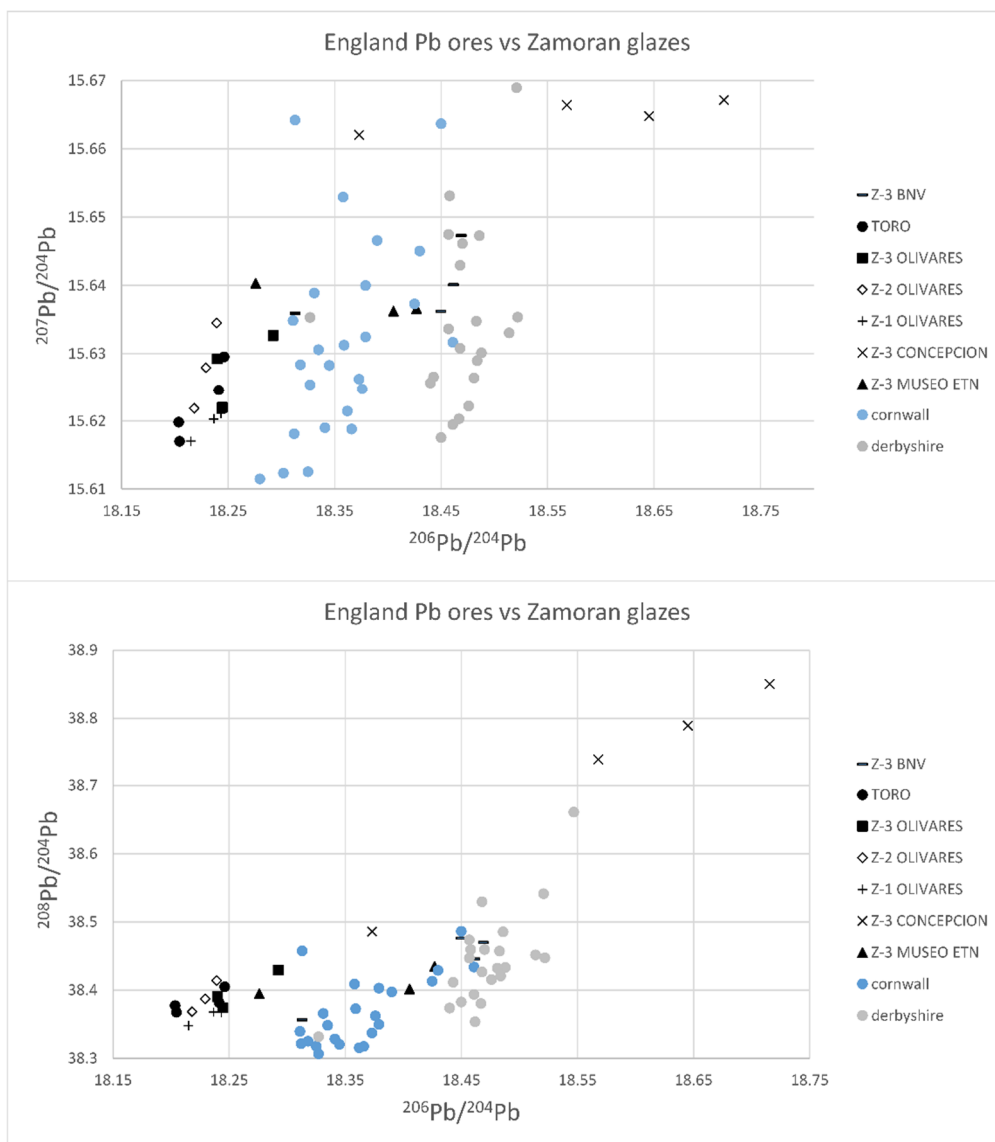 England Pb ores vs Zamoran glazes
15.67
15.66
15.65
15.64
15.63
15.62
15.61
207Pb/204Pb
18.15 18.25 18.35 18.45 18.55 18.65 18.75
206Pb/204Pb
Z-3 BNV
TORO
Z-3 OLIVARES
Z-2 OLIVARES
Z-1 OLIVARES
Z-3 CONCEPCION
Z-3 MUSEO ETN
cornwall
derbyshire
England Pb ores vs Zamoran glazes
38.9
38.8
38.7
38.6
38.5
38.4
38.3
208Pb/204Pb
18.15 18.25 18.35 18.45 18.55 18.65 18.75
206Pb/204Pb
Z-3 BNV
TORO
Z-3 OLIVARES
Z-2 OLIVARES
Z-1 OLIVARES
Z-3 CONCEPCION
Z-3 MUSEO ETN
cornwall
derbyshire